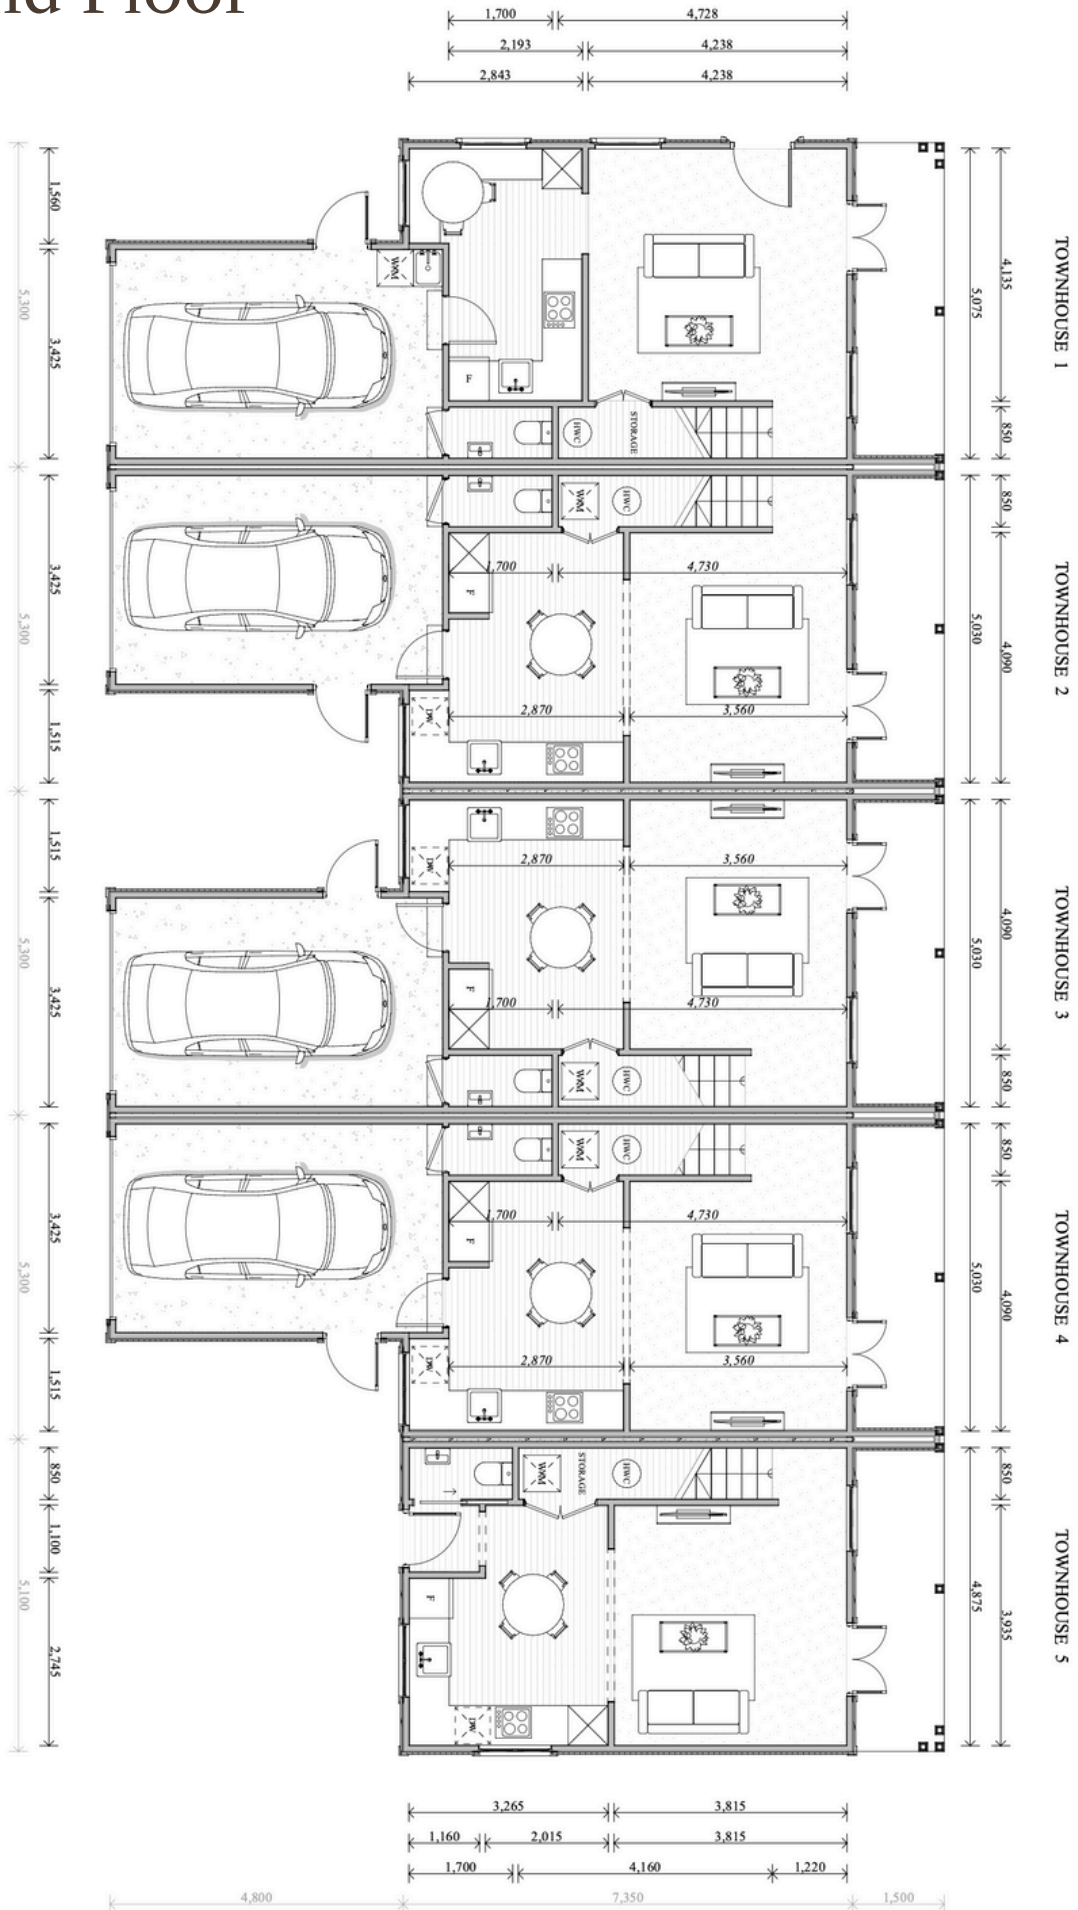 nd Floor
1,700 4,728
2,193 4,238
2,843 4,238
1,560
5,300
3,425
4,135
5,075
850
TOWNHOUSE 1
W/M
F
HWC
STORAGE
3,425
5,300
1,515
850
5,030
4,090
TOWNHOUSE 2
W/M
HWC
1,700 4,730
F
2,870 3,560
DW
1,515
5,300
3,425
4,090
5,030
850
TOWNHOUSE 3
2,870 3,560
DW
F
1,700 4,730
W/M
HWC
3,425
5,300
1,515
850
5,030
4,090
TOWNHOUSE 4
W/M
HWC
1,700 4,730
F
2,870 3,560
DW
850
1,100
5,100
2,745
850
4,875
3,935
TOWNHOUSE 5
W/M
STORAGE
HWC
F
DW
3,265 3,815
1,160 2,015 3,815
1,700 4,160 1,220
4,800 7,350 1,500